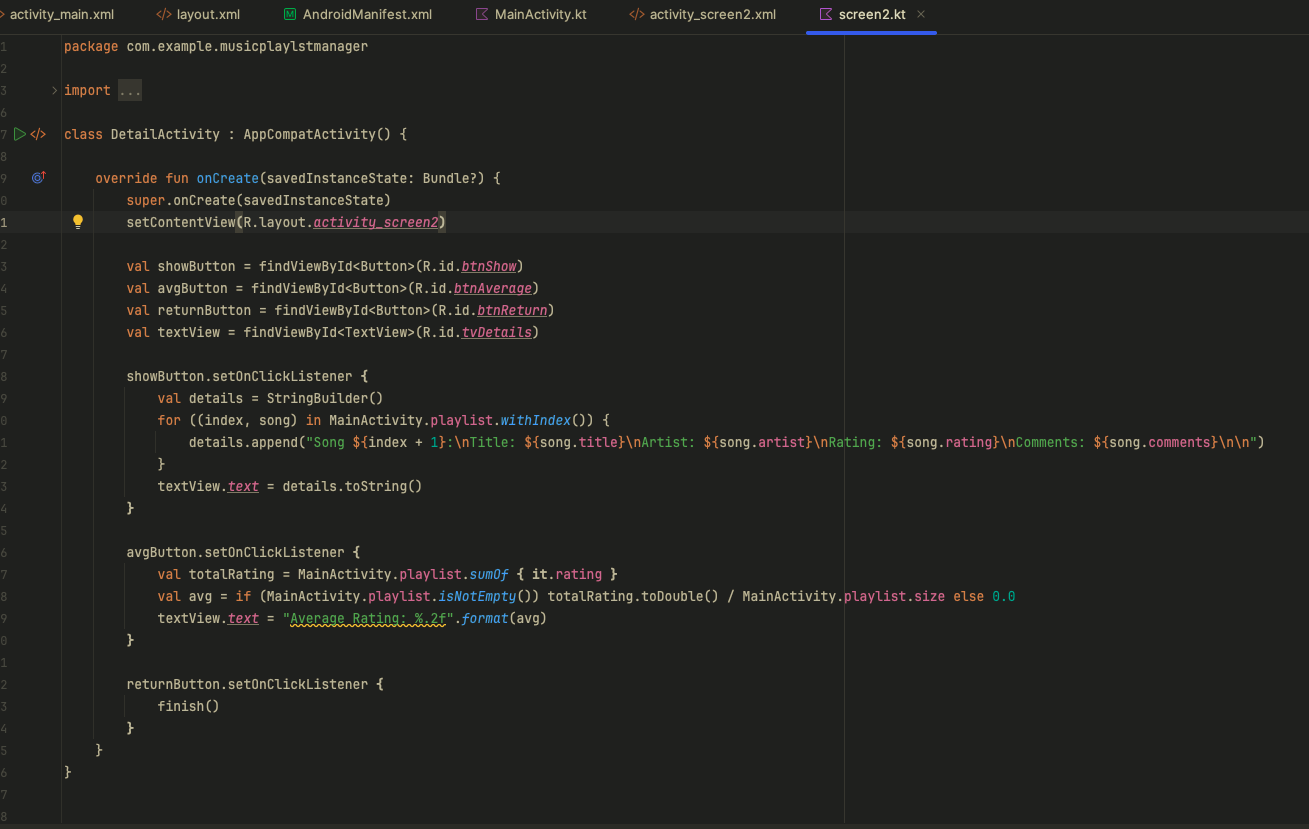 activity_main.xml </> layout.xml AndroidManifest.xml MainActivity.kt </> activity_screen2.xml screen2.kt ×
1 package com.example.musicplaylstmanager
2
3 > import ...
6
7 </> class DetailActivity : AppCompatActivity() {
8
9 override fun onCreate(savedInstanceState: Bundle?) {
0 super.onCreate(savedInstanceState)
1 setContentView(R.layout.activity_screen2)
2
3 val showButton = findViewById<Button>(R.id.btnShow)
4 val avgButton = findViewById<Button>(R.id.btnAverage)
5 val returnButton = findViewById<Button>(R.id.btnReturn)
6 val textView = findViewById<TextView>(R.id.tvDetails)
7
8 showButton.setOnClickListener {
9 val details = StringBuilder()
0 for ((index, song) in MainActivity.playlist.withIndex()) {
1 details.append("Song ${index + 1}:\nTitle: ${song.title}\nArtist: ${song.artist}\nRating: ${song.rating}\nComments: ${song.comments}\n\n")
2 }
3 textView.text = details.toString()
4 }
5
6 avgButton.setOnClickListener {
7 val totalRating = MainActivity.playlist.sumOf { it.rating }
8 val avg = if (MainActivity.playlist.isNotEmpty()) totalRating.toDouble() / MainActivity.playlist.size else 0.0
9 textView.text = "Average Rating: %.2f".format(avg)
0 }
1
2 returnButton.setOnClickListener {
3 finish()
4 }
5 }
6 }
7
8